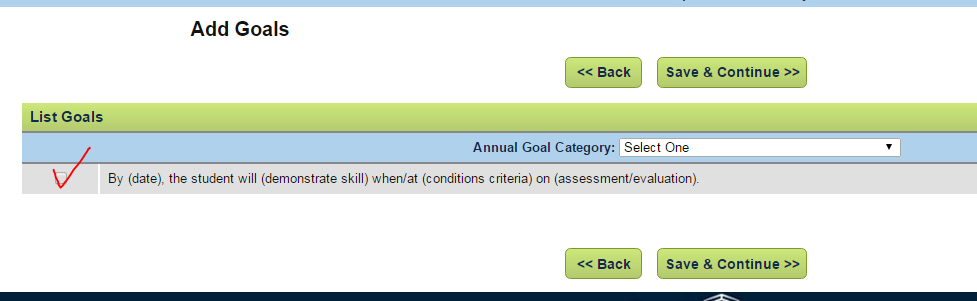 Add Goals
<< Back
Save & Continue >>
List Goals
Annual Goal Category: Select One
By (date), the student will (demonstrate skill) when/at (conditions criteria) on (assessment/evaluation).
<< Back
Save & Continue >>